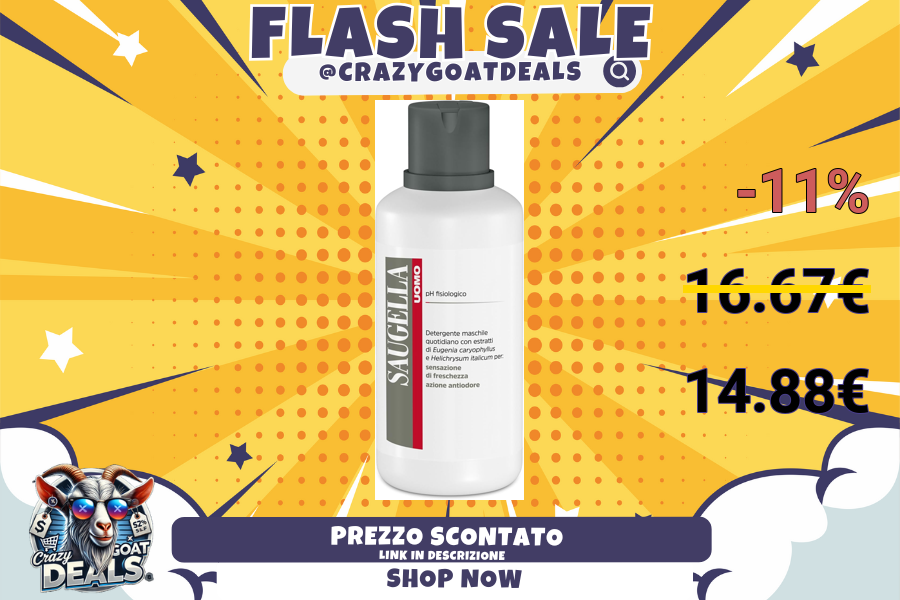 FLASH SALE
@CRAZYGOATDEALS
-11%
16.67€
14.88€
SAUGELLA
UOMO
pH fisiologico
Detergente maschile
quotidiano con estratti
di Eugenia caryophyllus
e Helichrysum italicum per:
sensazione
di freschezza
azione antiodore
$
52%
Crazy
GOAT
DEALS
PREZZO SCONTATO
LINK IN DESCRIZIONE
SHOP NOW